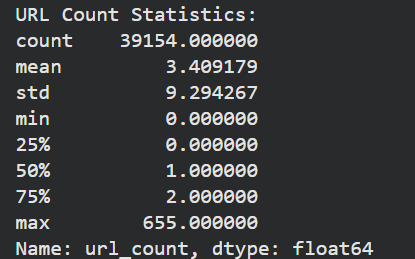 URL Count Statistics:
count    39154.000000
mean         3.409179
std          9.294267
min          0.000000
25%          0.000000
50%          1.000000
75%          2.000000
max        655.000000
Name: url_count, dtype: float64